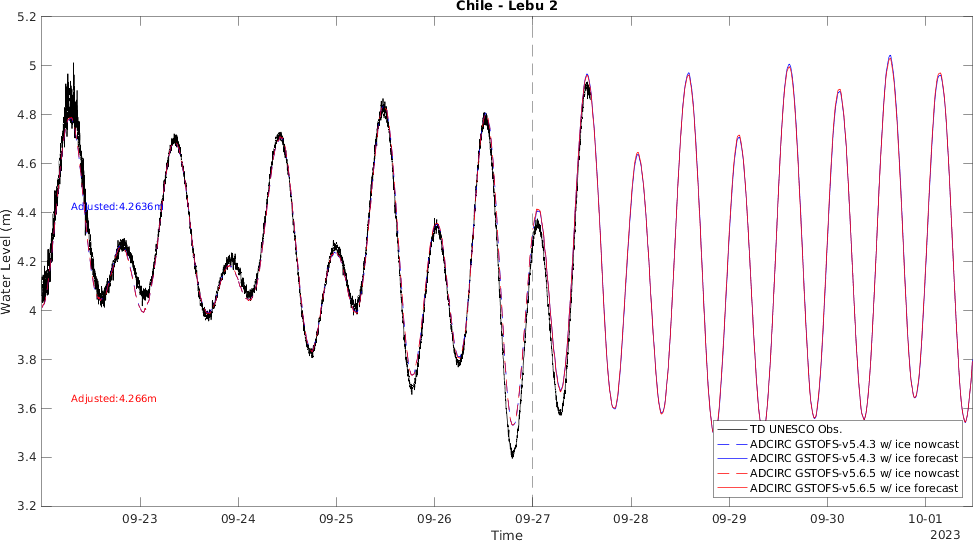 Chile - Lebu 2
5.2
5
4.8
4.6
4.4
4.2
4
3.8
3.6
3.4
3.2
Water Level (m)
Adjusted:4.2636m
Adjusted:4.266m
TD UNESCO Obs.
ADCIRC GSTOFS-v5.4.3 w/ ice nowcast
ADCIRC GSTOFS-v5.4.3 w/ ice forecast
ADCIRC GSTOFS-v5.6.5 w/ ice nowcast
ADCIRC GSTOFS-v5.6.5 w/ ice forecast
09-23 09-24 09-25 09-26 09-27 09-28 09-29 09-30 10-01
Time
2023